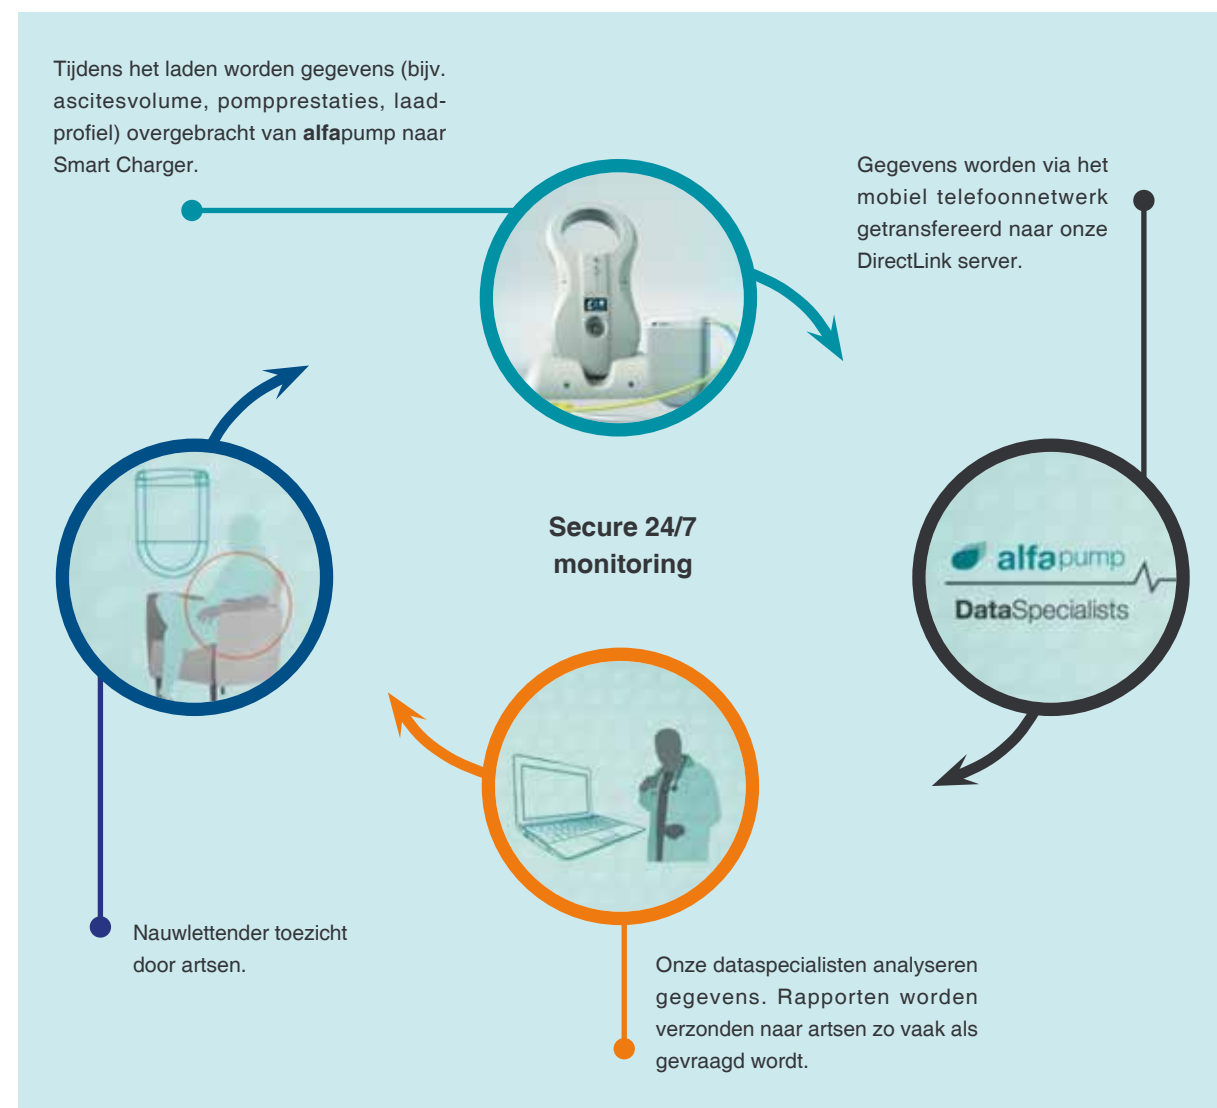 Tijdens het laden worden gegevens (bijv.
ascitesvolume, pompprestaties, laad-
profiel) overgebracht van alfapump naar
Smart Charger.
Gegevens worden via het
mobiel telefoonnetwerk
getransfereerd naar onze
DirectLink server.
Secure 24/7
monitoring
alfapump
DataSpecialists
Nauwlettender toezicht
door artsen.
Onze dataspecialisten analyseren
gegevens. Rapporten worden
verzonden naar artsen zo vaak als
gevraagd wordt.